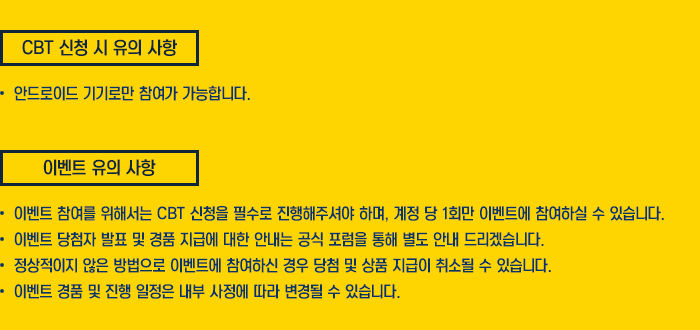 CBT 신청 시 유의 사항
• 안드로이드 기기로만 참여가 가능합니다.
이벤트 유의 사항
• 이벤트 참여를 위해서는 CBT 신청을 필수로 진행해주셔야 하며, 계정 당 1회만 이벤트에 참여하실 수 있습니다.
• 이벤트 당첨자 발표 및 경품 지급에 대한 안내는 공식 포럼을 통해 별도 안내 드리겠습니다.
• 정상적이지 않은 방법으로 이벤트에 참여하신 경우 당첨 및 상품 지급이 취소될 수 있습니다.
• 이벤트 경품 및 진행 일정은 내부 사정에 따라 변경될 수 있습니다.